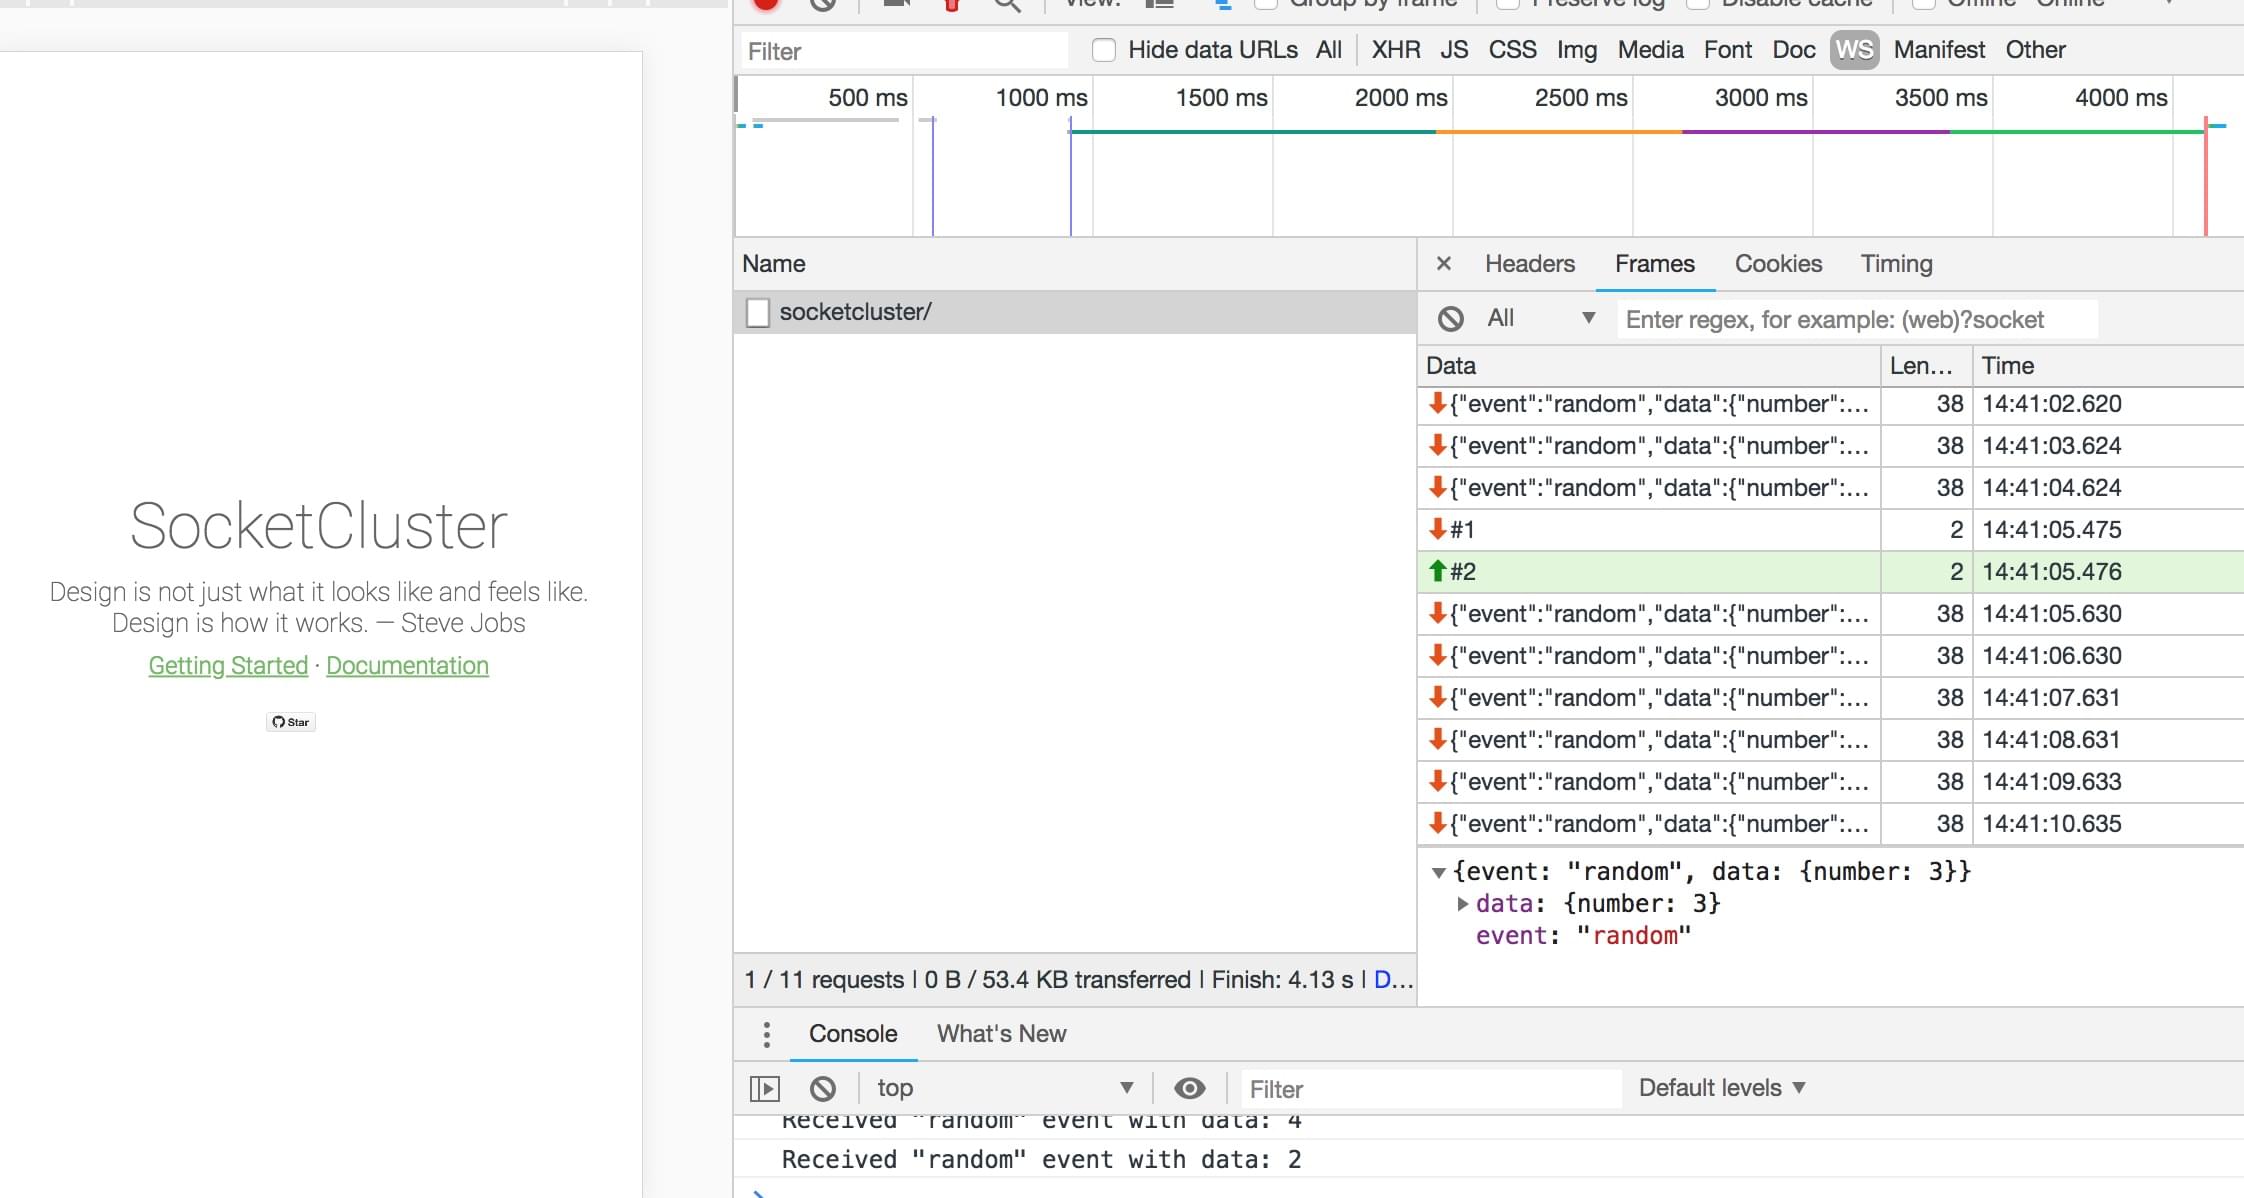 SocketCluster
Design is not just what it looks like and feels like.
Design is how it works. — Steve Jobs
Getting Started · Documentation
Star
View: Group by frame Preserve log Disable cache Offline Online
Filter Hide data URLs All XHR JS CSS Img Media Font Doc WS Manifest Other
500 ms 1000 ms 1500 ms 2000 ms 2500 ms 3000 ms 3500 ms 4000 ms
Name
socketcluster/
× Headers Frames Cookies Timing
All ▼ Enter regex, for example: (web)?socket
Data Len… Time
{"event":"random","data":{"number":… 38 14:41:02.620
{"event":"random","data":{"number":… 38 14:41:03.624
{"event":"random","data":{"number":… 38 14:41:04.624
#1 2 14:41:05.475
#2 2 14:41:05.476
{"event":"random","data":{"number":… 38 14:41:05.630
{"event":"random","data":{"number":… 38 14:41:06.630
{"event":"random","data":{"number":… 38 14:41:07.631
{"event":"random","data":{"number":… 38 14:41:08.631
{"event":"random","data":{"number":… 38 14:41:09.633
{"event":"random","data":{"number":… 38 14:41:10.635
{event: "random", data: {number: 3}}
data: {number: 3}
event: "random"
1 / 11 requests | 0 B / 53.4 KB transferred | Finish: 4.13 s | D…
Console What's New
top ▼ Filter Default levels ▼
Received "random" event with data: 4
Received "random" event with data: 2